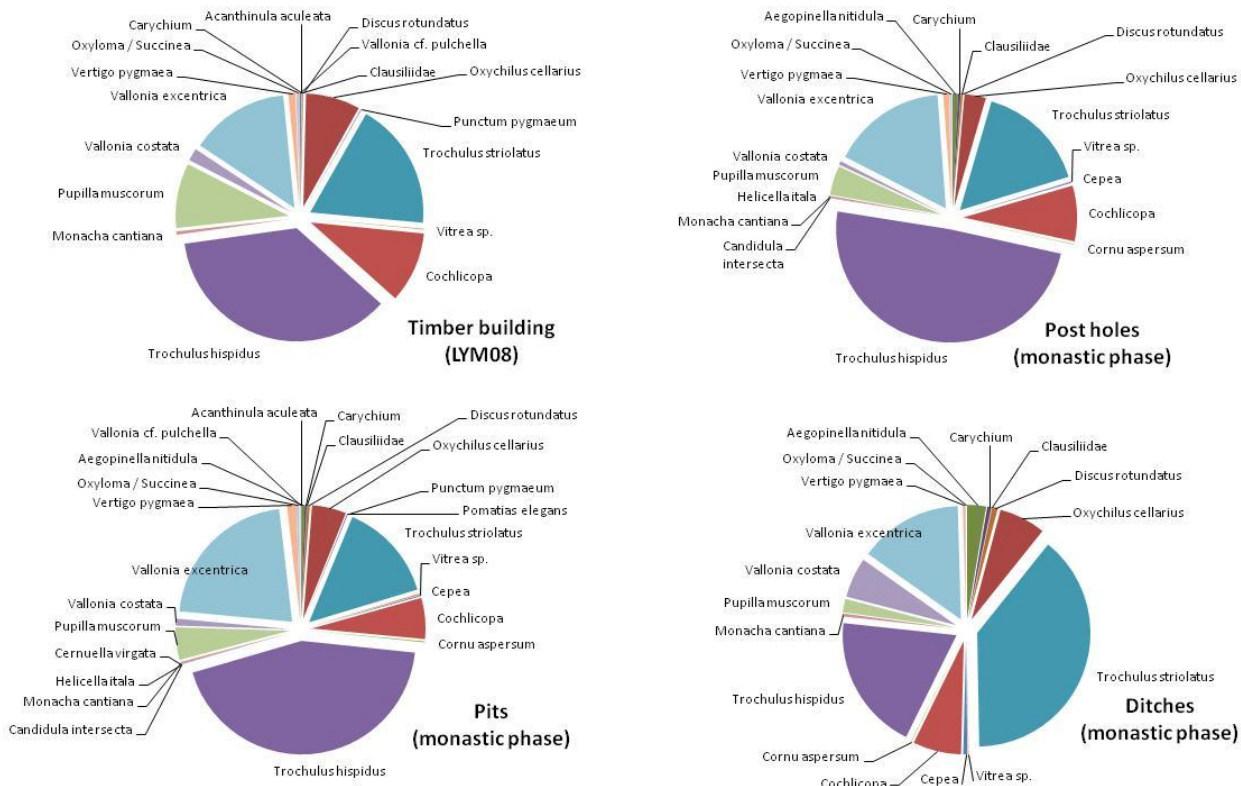 Acanthinula aculeata
Carychium
Discus rotundatus
Oxyloma / Succinea
Vallonia cf. pulchella
Vertigo pygmaea
Clausiliidae
Oxychilus cellarius
Vallonia excentrica
Punctum pygmaeum
Vallonia costata
Trochulus striolatus
Pupilla muscorum
Vitrea sp.
Monacha cantiana
Cochlicopa
Trochulus hispidus
Timber building
(LYM08)
Aegopinella nitidula
Carychium
Discus rotundatus
Oxyloma / Succinea
Clausiliidae
Vertigo pygmaea
Oxychilus cellarius
Vallonia excentrica
Trochulus striolatus
Vitrea sp.
Vallonia costata
Pupilla muscorum
Cepea
Helicella itala
Cochlicopa
Monacha cantiana
Candidula
intersecta
Cornu aspersum
Trochulus hispidus
Post holes
(monastic phase)
Acanthinula aculeata
Carychium
Discus rotundatus
Vallonia cf. pulchella
Clausiliidae
Oxychilus cellarius
Aegopinella nitidula
Oxyloma / Succinea
Punctum pygmaeum
Vertigo pygmaea
Pomatias elegans
Trochulus striolatus
Vallonia excentrica
Vitrea sp.
Cepea
Vallonia costata
Cochlicopa
Pupilla muscorum
Cornu aspersum
Cernuella virgata
Helicella itala
Monacha cantiana
Candidula intersecta
Trochulus hispidus
Pits
(monastic phase)
Aegopinella nitidula
Carychium
Clausiliidae
Oxyloma / Succinea
Discus rotundatus
Vertigo pygmaea
Oxychilus cellarius
Vallonia excentrica
Vallonia costata
Pupilla muscorum
Monacha cantiana
Trochulus hispidus
Trochulus striolatus
Cornu aspersum
Cochlicopa
Cepea
Vitrea sp.
Ditches
(monastic phase)